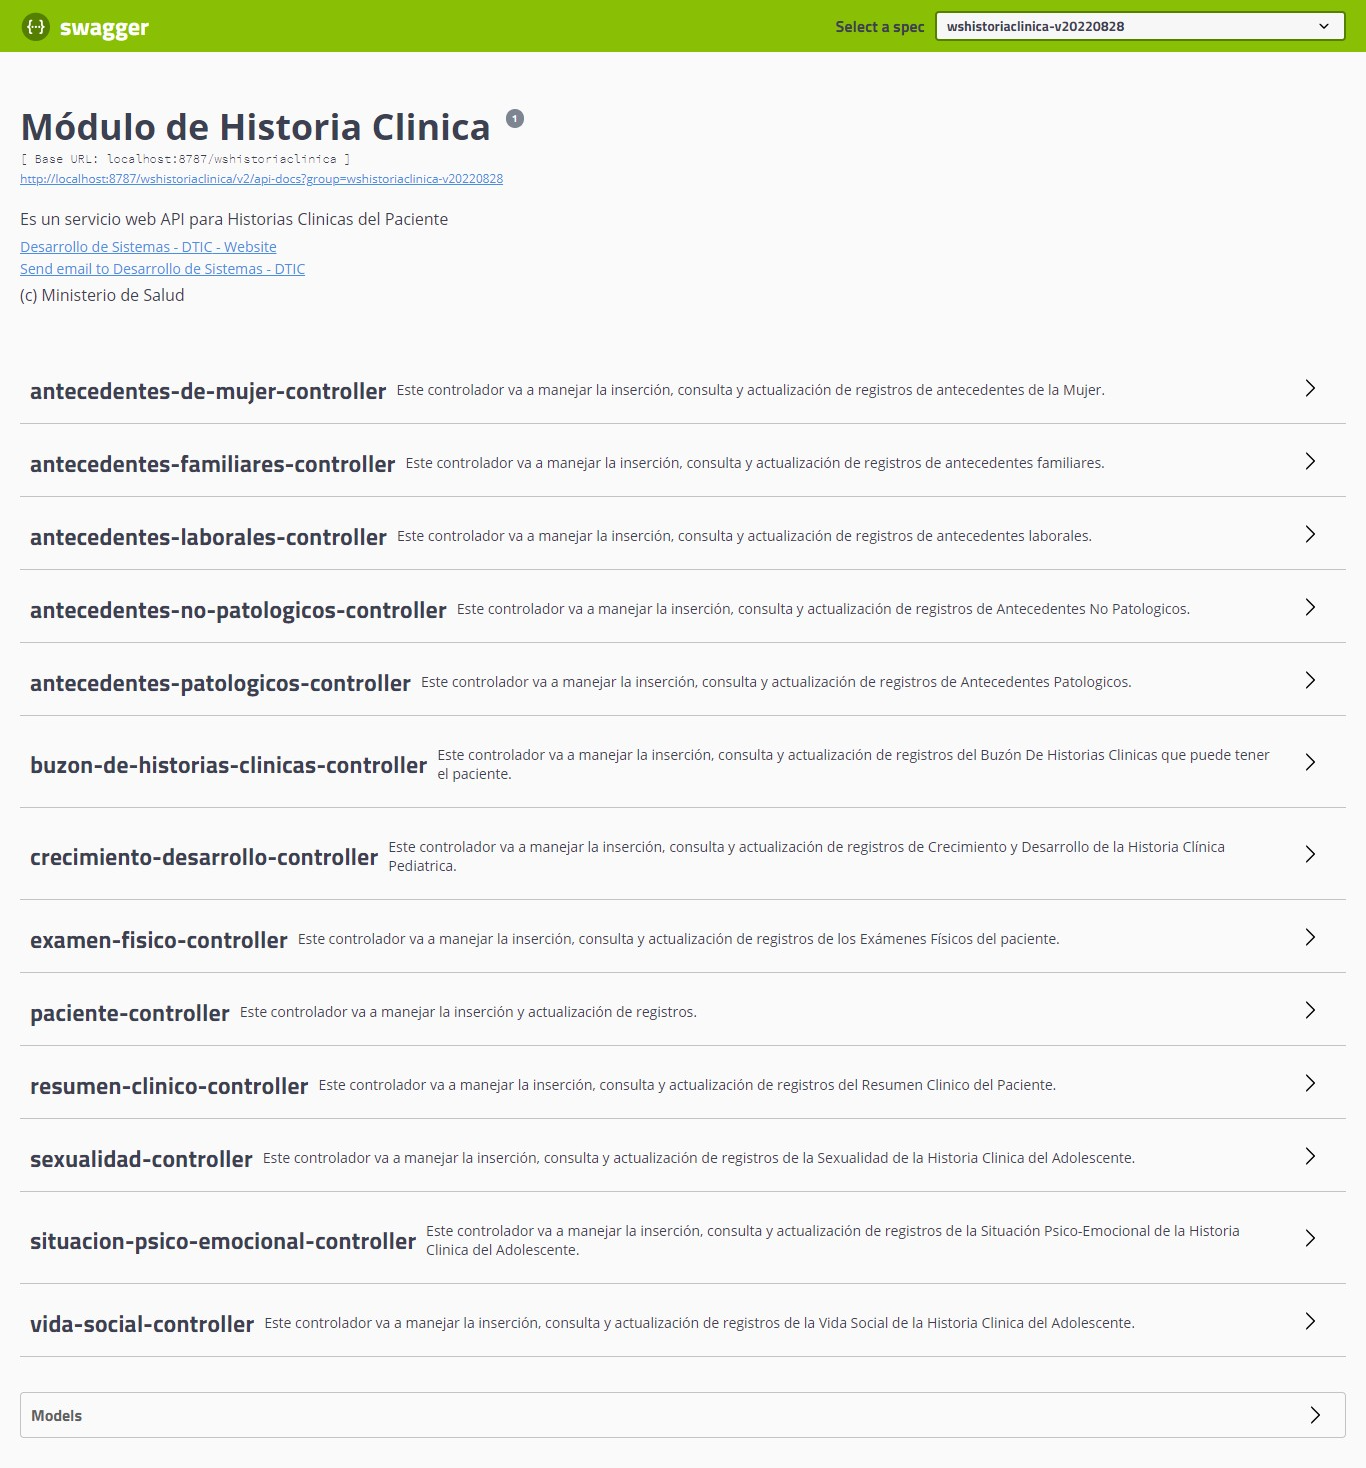 swagger
Select a spec
wshistoriaclinica-v20220828
Módulo de Historia Clinica 1
[ Base URL: localhost:8787/wshistoriaclinica ]
http://localhost:8787/wshistoriaclinica/v2/api-docs?group=wshistoriaclinica-v20220828
Es un servicio web API para Historias Clinicas del Paciente
Desarrollo de Sistemas - DTIC - Website
Send email to Desarrollo de Sistemas - DTIC
(c) Ministerio de Salud
antecedentes-de-mujer-controller Este controlador va a manejar la inserción, consulta y actualización de registros de antecedentes de la Mujer.
antecedentes-familiares-controller Este controlador va a manejar la inserción, consulta y actualización de registros de antecedentes familiares.
antecedentes-laborales-controller Este controlador va a manejar la inserción, consulta y actualización de registros de antecedentes laborales.
antecedentes-no-patologicos-controller Este controlador va a manejar la inserción, consulta y actualización de registros de Antecedentes No Patologicos.
antecedentes-patologicos-controller Este controlador va a manejar la inserción, consulta y actualización de registros de Antecedentes Patologicos.
buzon-de-historias-clinicas-controller Este controlador va a manejar la inserción, consulta y actualización de registros del Buzón De Historias Clinicas que puede tener
el paciente.
crecimiento-desarrollo-controller Este controlador va a manejar la inserción, consulta y actualización de registros de Crecimiento y Desarrollo de la Historia Clínica
Pediatrica.
examen-fisico-controller Este controlador va a manejar la inserción, consulta y actualización de registros de los Exámenes Físicos del paciente.
paciente-controller Este controlador va a manejar la inserción y actualización de registros.
resumen-clinico-controller Este controlador va a manejar la inserción, consulta y actualización de registros del Resumen Clinico del Paciente.
sexualidad-controller Este controlador va a manejar la inserción, consulta y actualización de registros de la Sexualidad de la Historia Clinica del Adolescente.
situacion-psico-emocional-controller Este controlador va a manejar la inserción, consulta y actualización de registros de la Situación Psico-Emocional de la Historia
Clinica del Adolescente.
vida-social-controller Este controlador va a manejar la inserción, consulta y actualización de registros de la Vida Social de la Historia Clinica del Adolescente.
Models